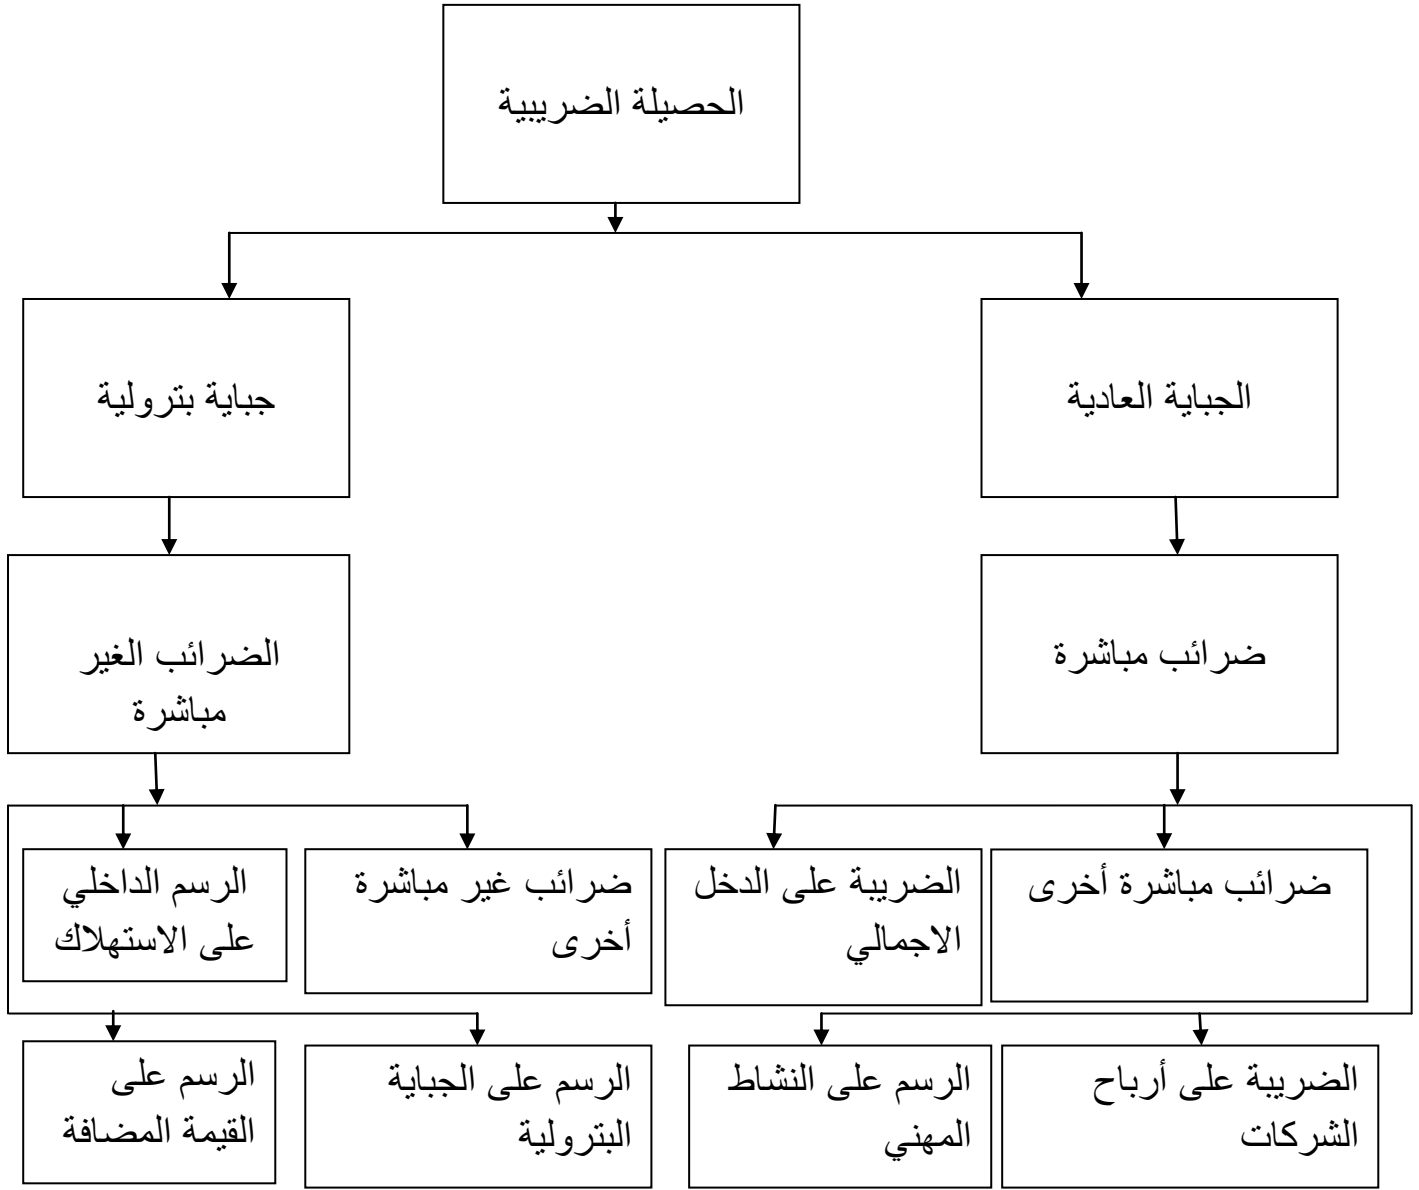 الحصيلة الضريبية
الجباية العادية
جباية بترولية
ضرائب مباشرة
الضرائب الغير
مباشرة
ضرائب مباشرة أخرى
الضريبة على الدخل
الاجمالي
ضرائب غير مباشرة
أخرى
الرسم الداخلي
على الاستهلاك
الضريبة على أرباح
الشركات
الرسم على النشاط
المهني
الرسم على الجباية
البترولية
الرسم على
القيمة المضافة